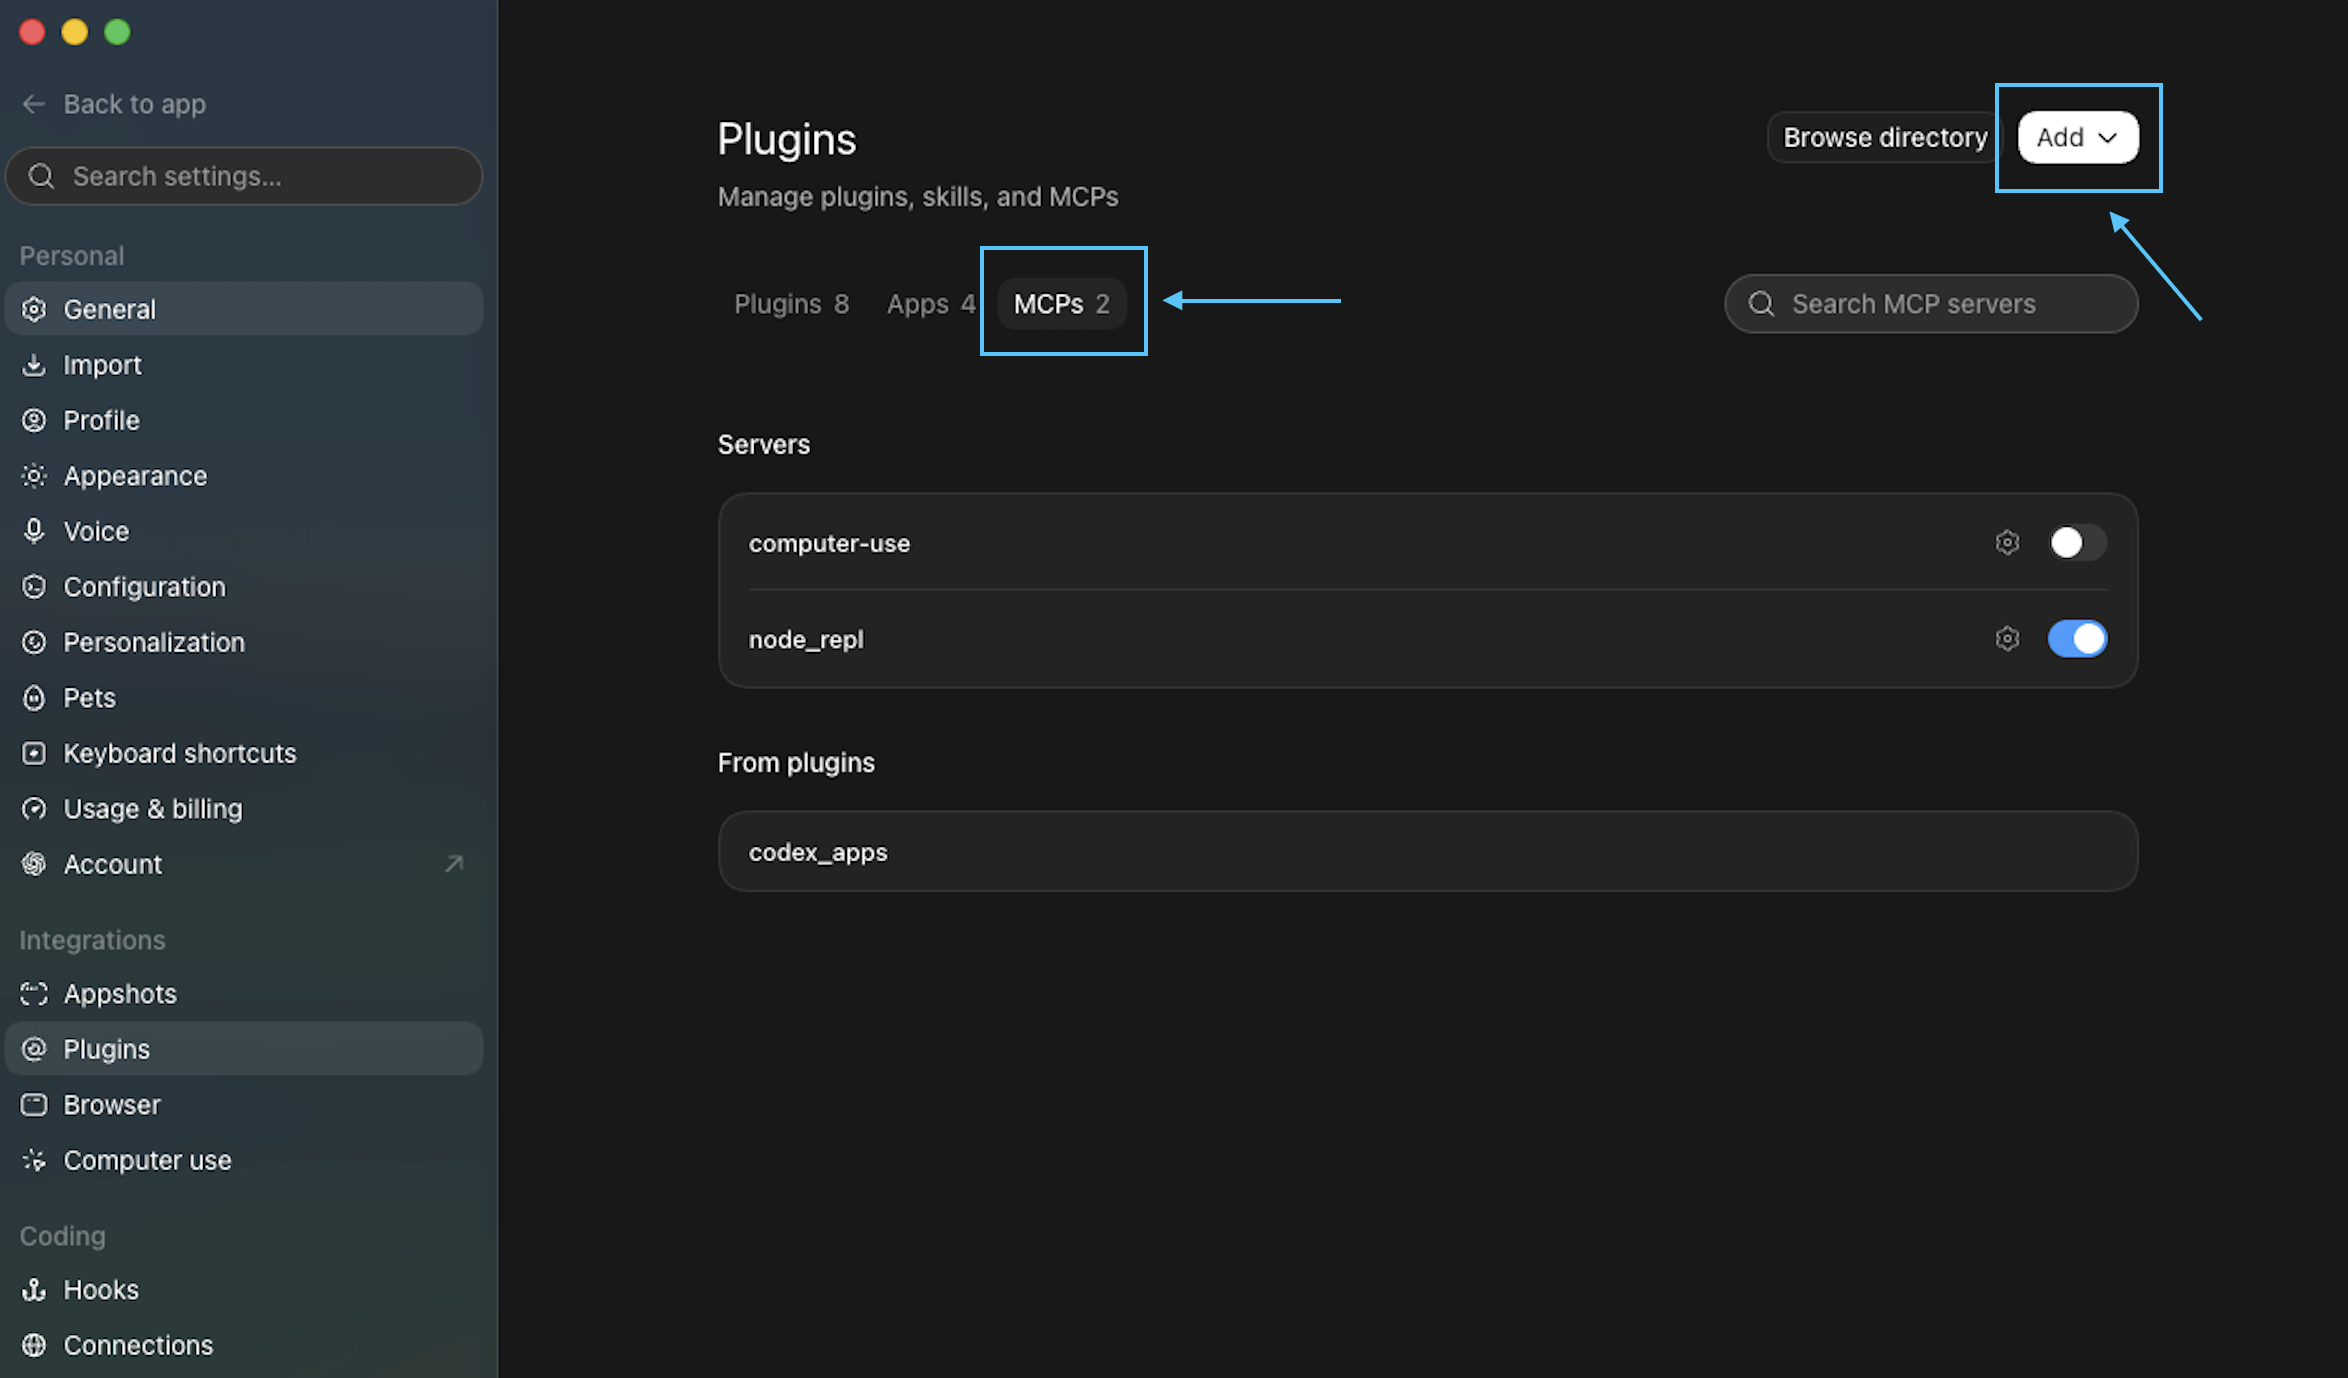 Back to app
Search settings...
Personal
General
Import
Profile
Appearance
Voice
Configuration
Personalization
Pets
Keyboard shortcuts
Usage & billing
Account
Integrations
Appshots
Plugins
Browser
Computer use
Coding
Hooks
Connections
Plugins
Browse directory
Add
Manage plugins, skills, and MCPs
Plugins 8
Apps 4
MCPs 2
Search MCP servers
Servers
computer-use
node_repl
From plugins
codex_apps